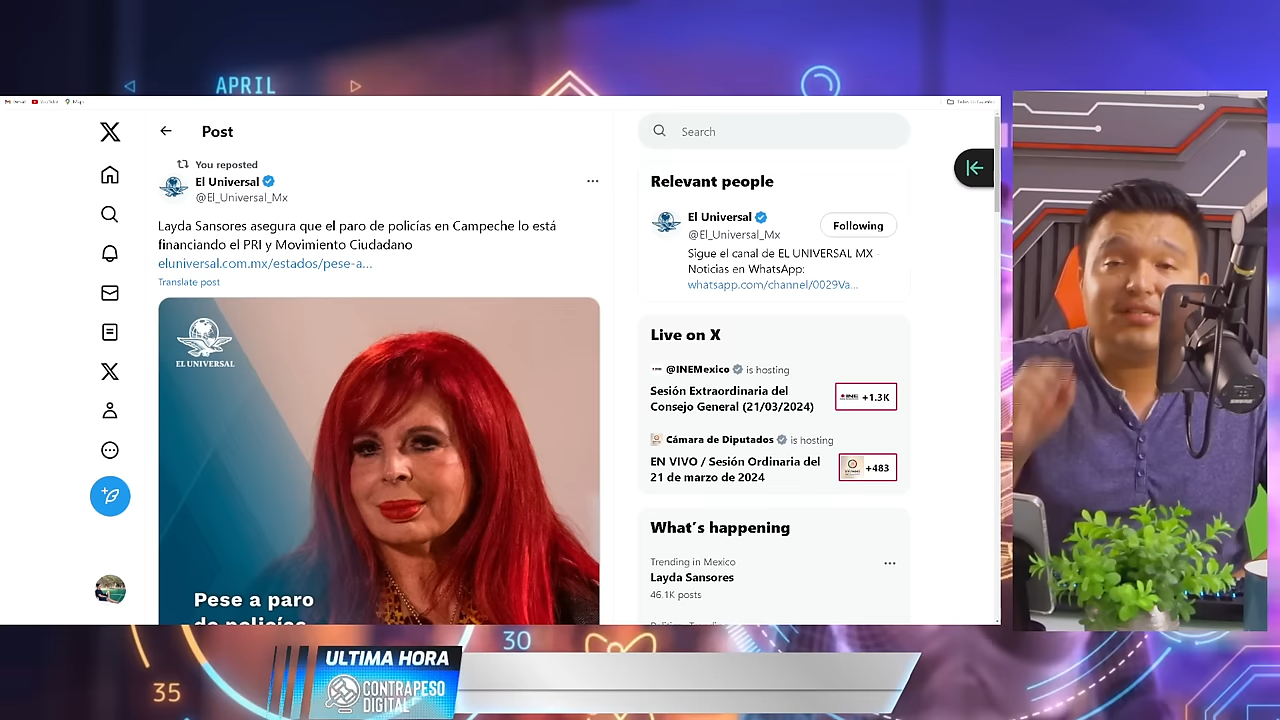 APRIL
Post
Search
You reposted
El Universal
@El_Universal_Mx
Layda Sansores asegura que el paro de policías en Campeche lo está
financiando el PRI y Movimiento Ciudadano
eluniversal.com.mx/estados/pese-a...
Translate post
EL UNIVERSAL
Pese a paro
de policías
Relevant people
El Universal
@El_Universal_Mx
Following
Sigue el canal de EL UNIVERSAL MX
Noticias en WhatsApp:
whatsapp.com/channel/0029Va...
Live on X
@INEMexico is hosting
Sesión Extraordinaria del
Consejo General (21/03/2024)
INE +1.3K
Cámara de Diputados is hosting
EN VIVO / Sesión Ordinaria del
21 de marzo de 2024
+483
What's happening
Trending in Mexico
Layda Sansores
46.1K posts
30
35
ULTIMA HORA
CONTRAPESO
DIGITAL